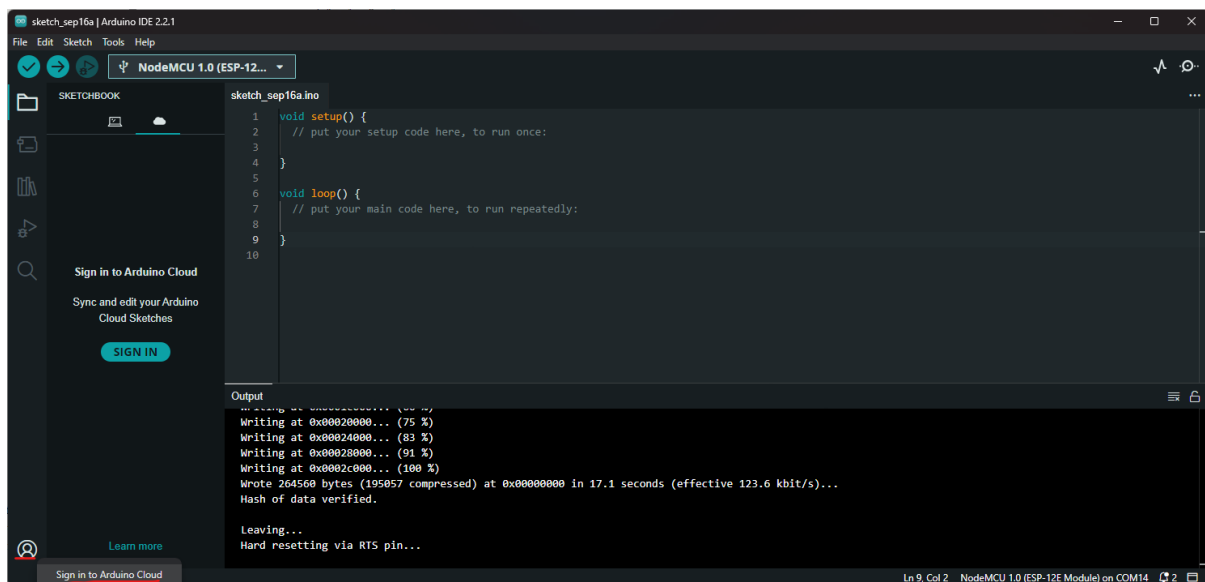 sketch_sep16a | Arduino IDE 2.2.1
File Edit Sketch Tools Help
NodeMCU 1.0 (ESP-12...
SKETCHBOOK
sketch_sep16a.ino
1 void setup() {
2 // put your setup code here, to run once:
3
4 }
5
6 void loop() {
7 // put your main code here, to run repeatedly:
8
9 }
10
Sign in to Arduino Cloud
Sync and edit your Arduino
Cloud Sketches
SIGN IN
Learn more
Sign in to Arduino Cloud
Output
Writing at 0x00020000... (75 %)
Writing at 0x00024000... (83 %)
Writing at 0x00028000... (91 %)
Writing at 0x0002c000... (100 %)
Wrote 264560 bytes (195057 compressed) at 0x00000000 in 17.1 seconds (effective 123.6 kbit/s)...
Hash of data verified.
Leaving...
Hard resetting via RTS pin...
Ln 9, Col 2 NodeMCU 1.0 (ESP-12E Module) on COM14 2